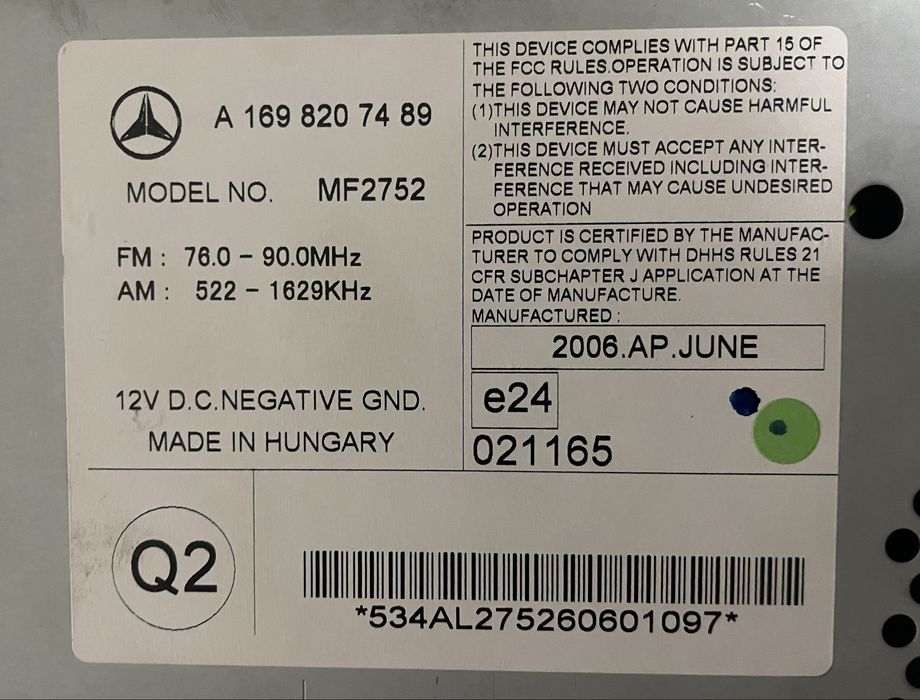 A 169 820 74 89
MODEL NO. MF2752
FM : 76.0 – 90.0MHz
AM : 522 – 1629KHz
12V D.C.NEGATIVE GND.
MADE IN HUNGARY
THIS DEVICE COMPLIES WITH PART 15 OF
THE FCC RULES.OPERATION IS SUBJECT TO
THE FOLLOWING TWO CONDITIONS:
(1)THIS DEVICE MAY NOT CAUSE HARMFUL
INTERFERENCE.
(2)THIS DEVICE MUST ACCEPT ANY INTER-
FERENCE RECEIVED INCLUDING INTER-
FERENCE THAT MAY CAUSE UNDESIRED
OPERATION
PRODUCT IS CERTIFIED BY THE MANUFAC-
TURER TO COMPLY WITH DHHS RULES 21
CFR SUBCHAPTER J APPLICATION AT THE
DATE OF MANUFACTURE.
MANUFACTURED :
2006.AP.JUNE
e24
021165
Q2
*534AL275260601097*